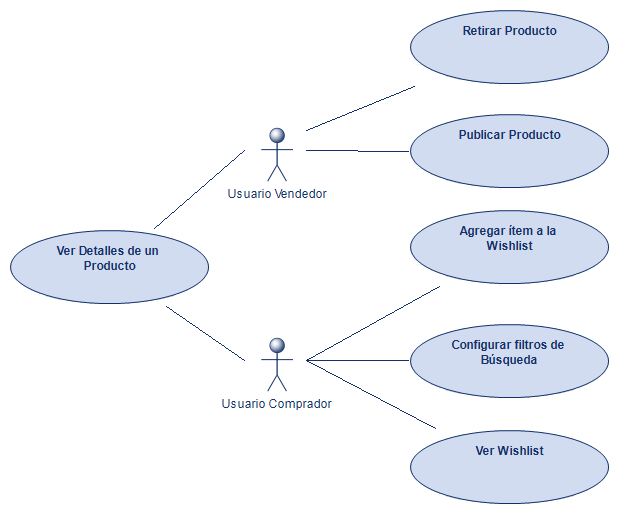 Retirar Producto
Publicar Producto
Usuario Vendedor
Ver Detalles de un
Producto
Agregar ítem a la
Wishlist
Configurar filtros de
Búsqueda
Usuario Comprador
Ver Wishlist